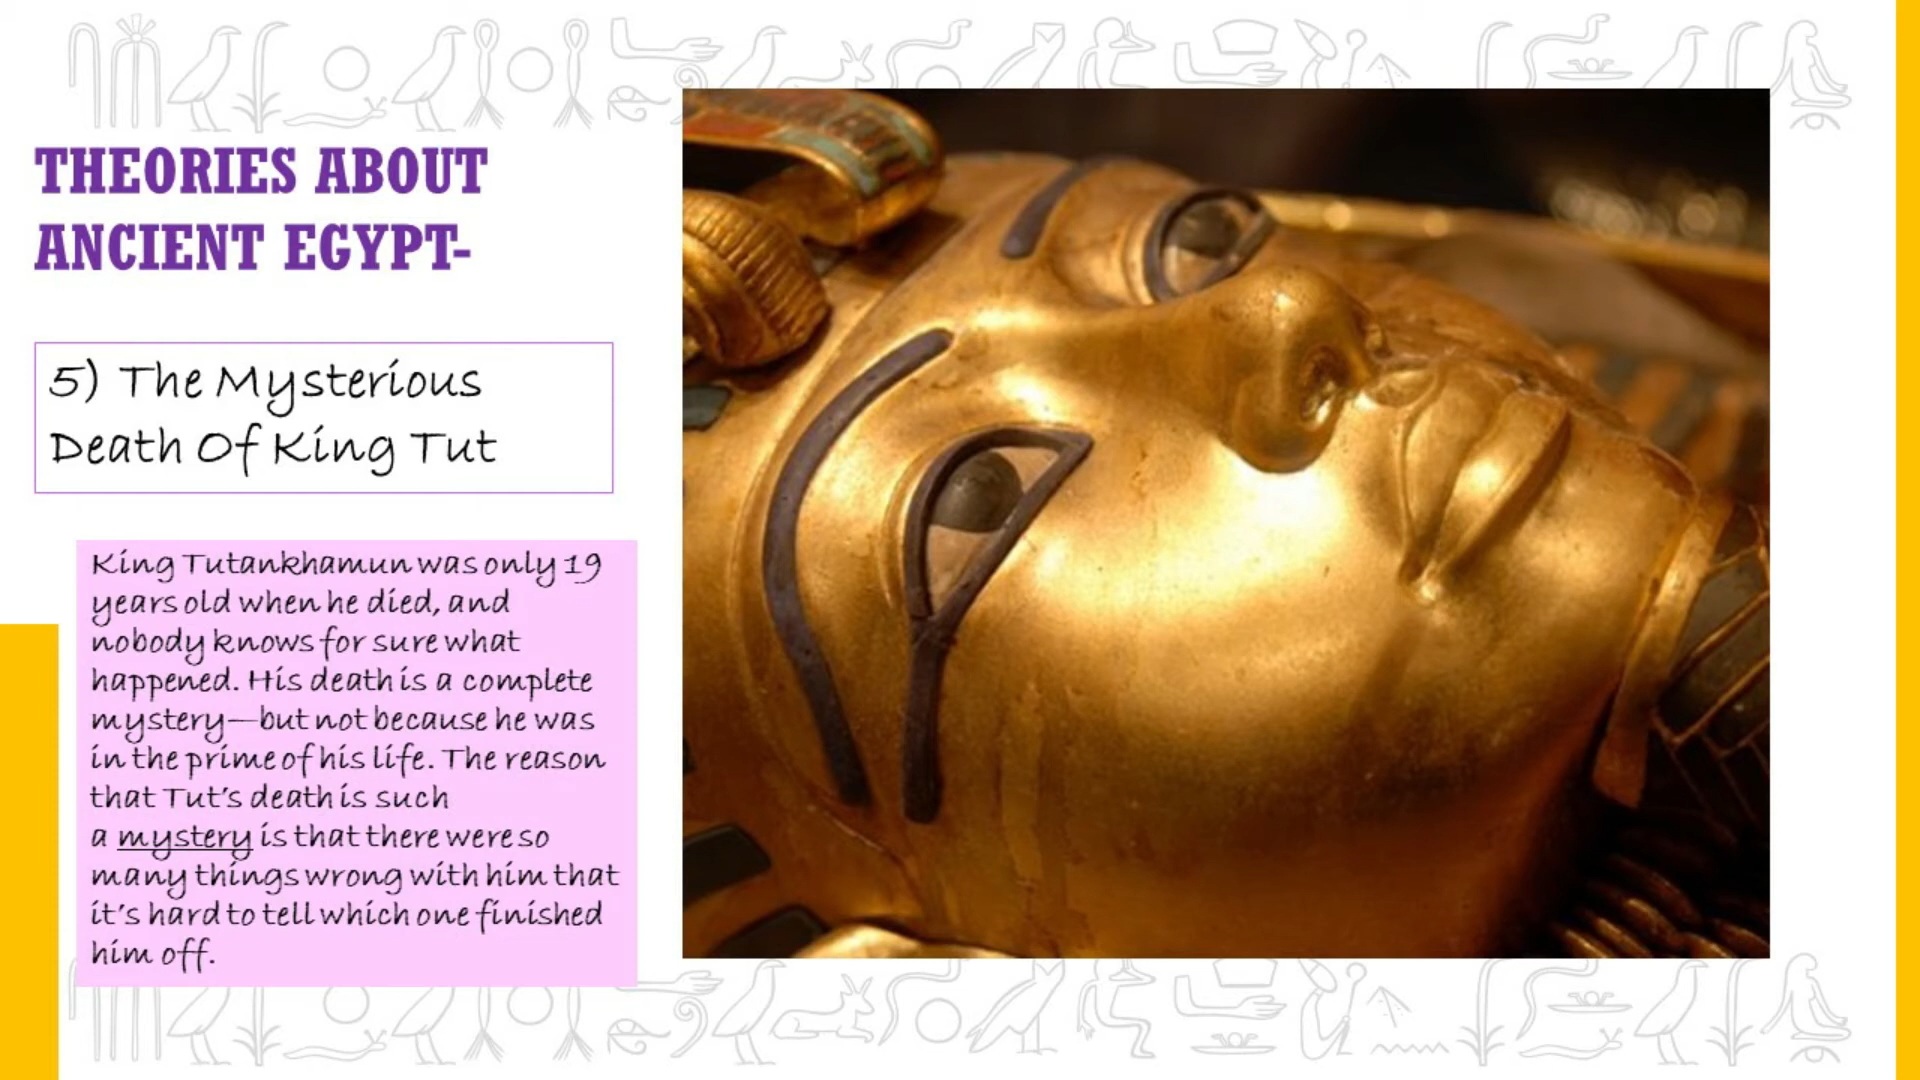 THEORIES ABOUT
ANCIENT EGYPT-
5) The Mysterious
Death Of King Tut
King Tutankhamun was only 19
years old when he died, and
nobody knows for sure what
happened. His death is a complete
mystery—but not because he was
in the prime of his life. The reason
that Tut's death is such
a mystery is that there were so
many things wrong with him that
it's hard to tell which one finished
him off.